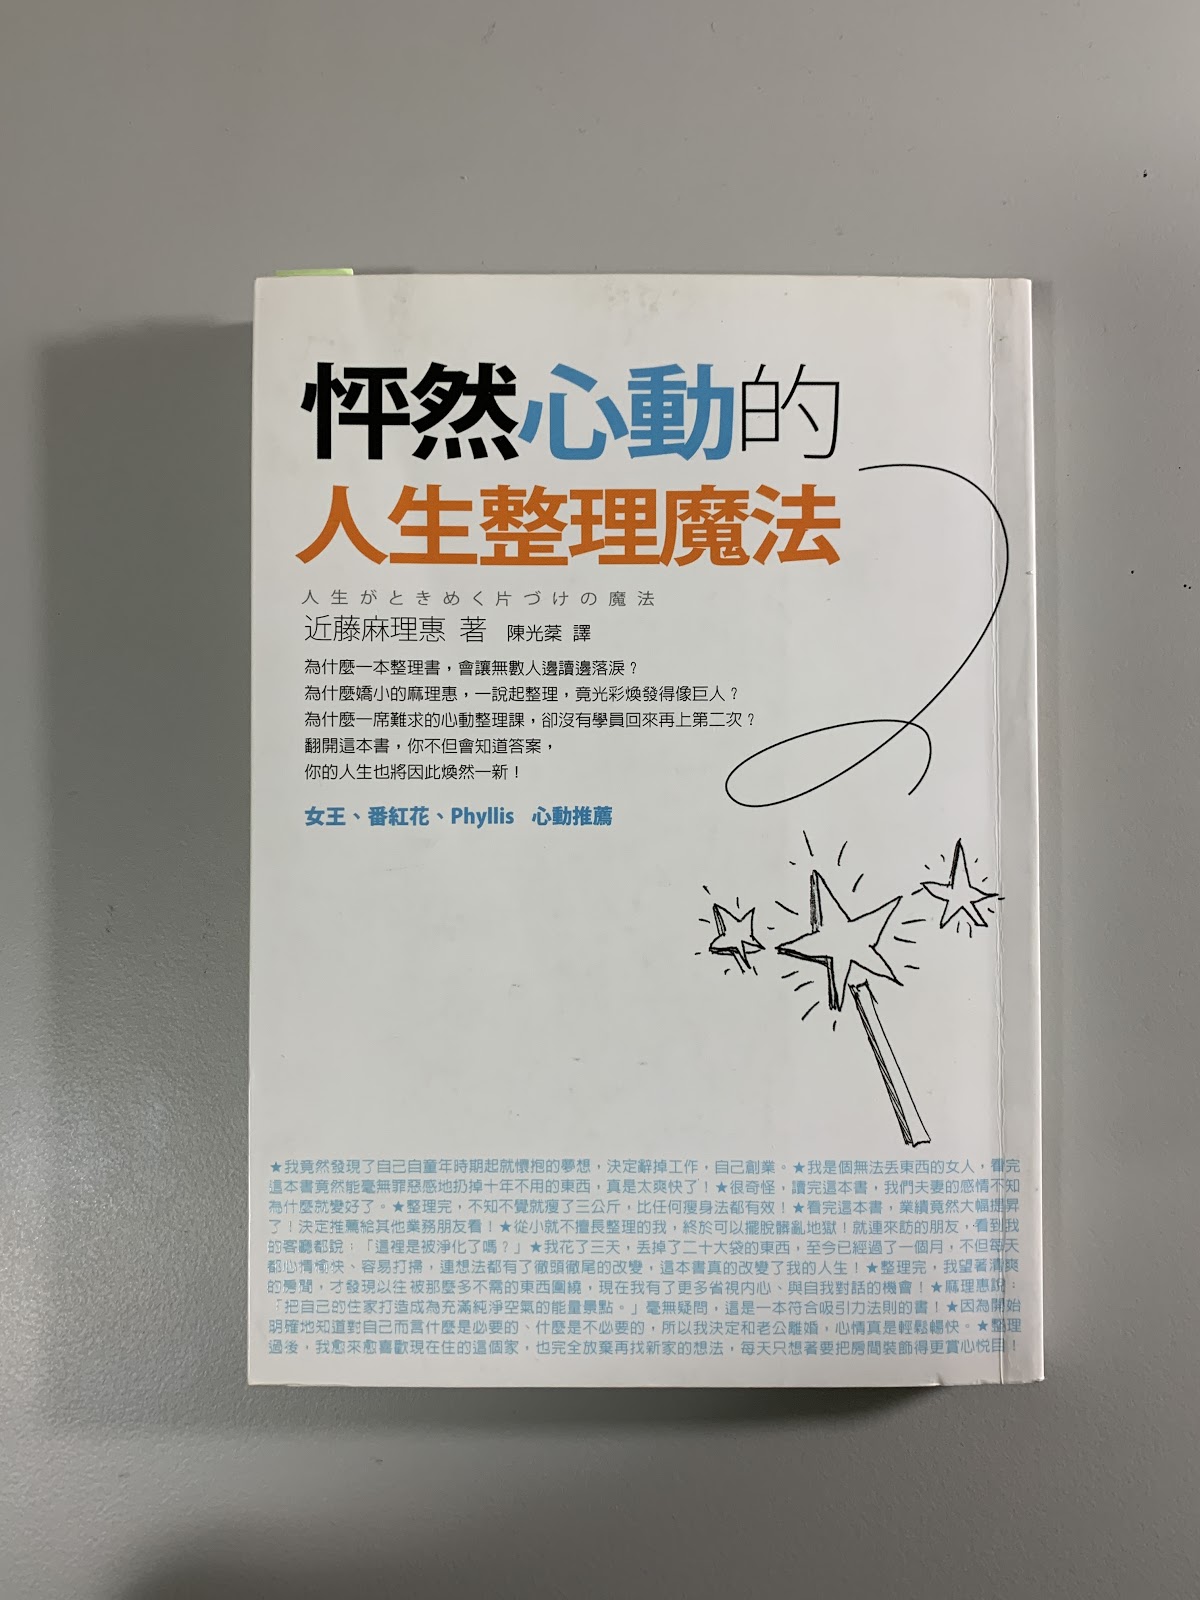 怦然心動的
人生整理魔法
人生がときめく片づけの魔法
近藤麻理惠 著 陳光棻 譯
為什麼一本整理書，會讓無數人邊讀邊落淚？
為什麼嬌小的麻理惠，一說起整理，竟光彩煥發得像巨人？
為什麼一席難求的心動整理課，卻沒有學員回來再上第二次？
翻開這本書，你不但會知道答案，
你的人生也將因此煥然一新！
女王、番紅花、Phyllis 心動推薦
★我竟然發現了自己自童年時期起就懷抱的夢想，決定辭掉工作，自己創業。★我是個無法丟東西的女人，看完
這本書竟然能毫無罪惡感地扔掉十年不用的東西，真是太爽快了！★很奇怪，讀完這本書，我們夫妻的感情不知
為什麼就變好了。★整理完，不知不覺就瘦了三公斤，比任何瘦身法都有效！★看完這本書，業績竟然大幅提昇
了！決定推薦給其他業務朋友看！★從小就不擅長整理的我，終於可以擺脫髒亂地獄！就連來訪的朋友，看到我
的客廳都說：「這裡是被淨化了嗎？」★我花了三天，丟掉了二十大袋的東西，至今已經過了一個月，不但每天
都心情愉快、容易打掃，連想法都有了徹頭徹尾的改變，這本書真的改變了我的人生！★整理完，我望著清爽
的房間，才發現以往被那麼多不需的東西圍繞，現在我有了更多省視內心、與自我對話的機會！★麻理惠說：
「把自己的住家打造成為充滿純淨空氣的能量景點。」毫無疑問，這是一本符合吸引力法則的書！★因為開始
明確地知道對自己而言什麼是必要的、什麼是不必要的，所以我決定和老公離婚，心情真是輕鬆暢快。★整理
過後，我愈來愈喜歡現在住的這個家，也完全放棄再找新家的想法，每天只想著要把房間裝飾得更賞心悅目！